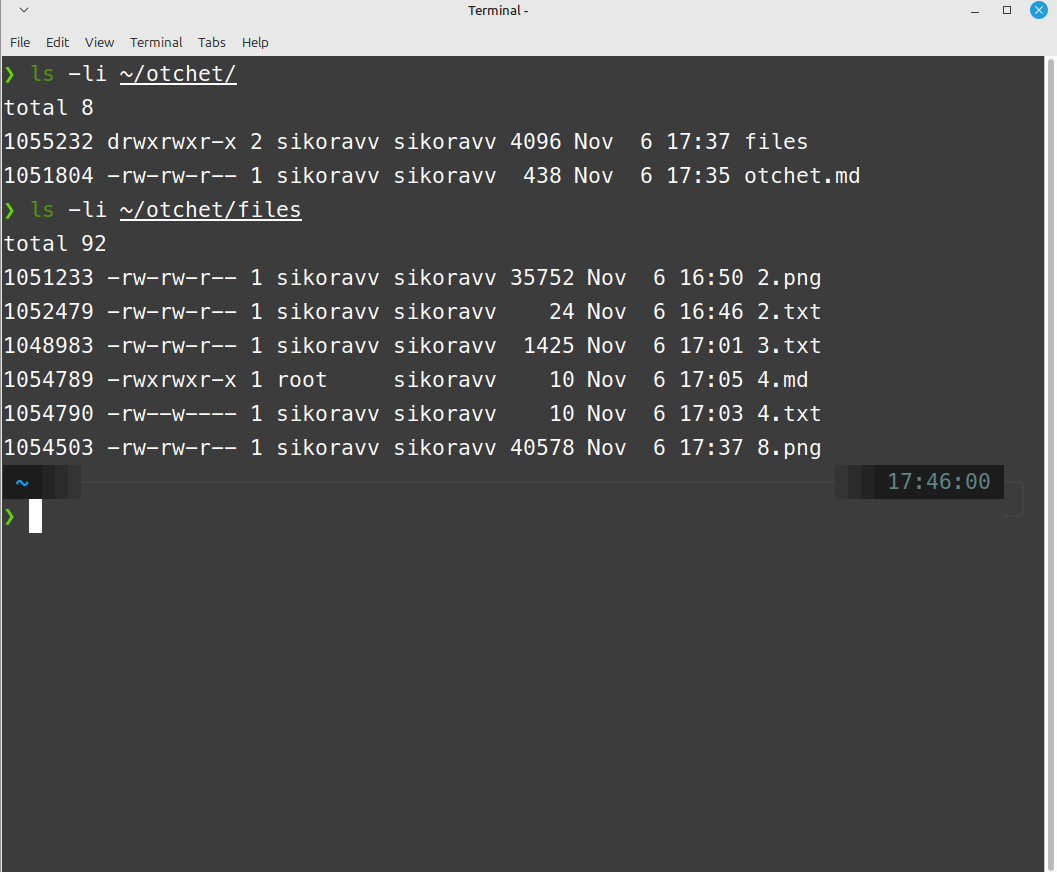 Terminal -
File Edit View Terminal Tabs Help
❯ ls -li ~/otchet/
total 8
1055232 drwxrwxr-x 2 sikoravv sikoravv 4096 Nov  6 17:37 files
1051804 -rw-rw-r-- 1 sikoravv sikoravv  438 Nov  6 17:35 otchet.md
❯ ls -li ~/otchet/files
total 92
1051233 -rw-rw-r-- 1 sikoravv sikoravv 35752 Nov  6 16:50 2.png
1052479 -rw-rw-r-- 1 sikoravv sikoravv    24 Nov  6 16:46 2.txt
1048983 -rw-rw-r-- 1 sikoravv sikoravv  1425 Nov  6 17:01 3.txt
1054789 -rwxrwxr-x 1 root     sikoravv    10 Nov  6 17:05 4.md
1054790 -rw--w---- 1 sikoravv sikoravv    10 Nov  6 17:03 4.txt
1054503 -rw-rw-r-- 1 sikoravv sikoravv 40578 Nov  6 17:37 8.png
~ 17:46:00
❯